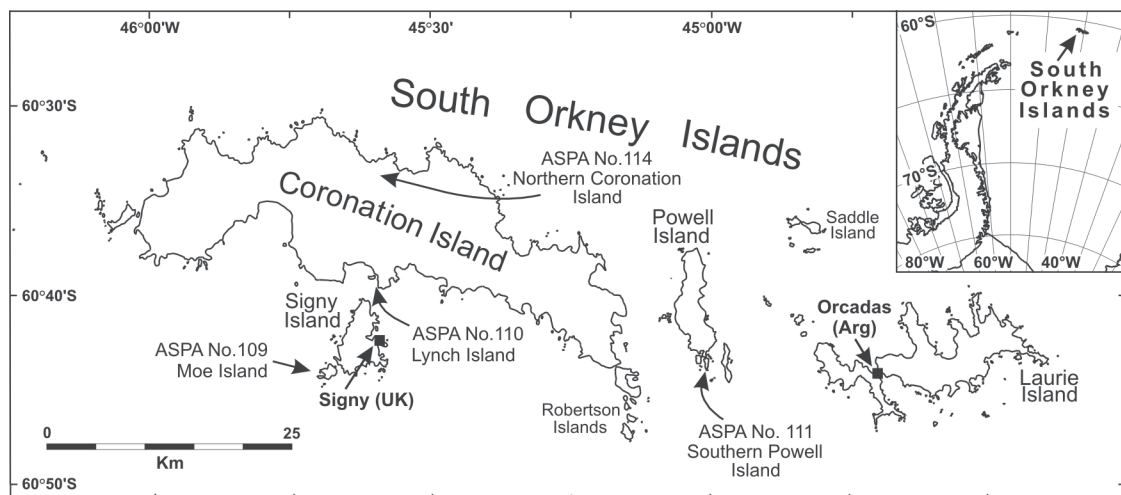 46°00'W
45°30'
45°00'W
60°30'S
60°40'S
60°50'S
South Orkney Islands
ASPA No.114
Northern Coronation
Island
Coronation Island
Powell
Island
Saddle
Island
Signy
Island
ASPA No.109
Moe Island
ASPA No.110
Lynch Island
Signy (UK)
Robertson
Islands
ASPA No. 111
Southern Powell
Island
Orcadas
(Arg)
Laurie
Island
0 25
Km
60°S
South
Orkney
Islands
70°S
80°W 60°W 40°W